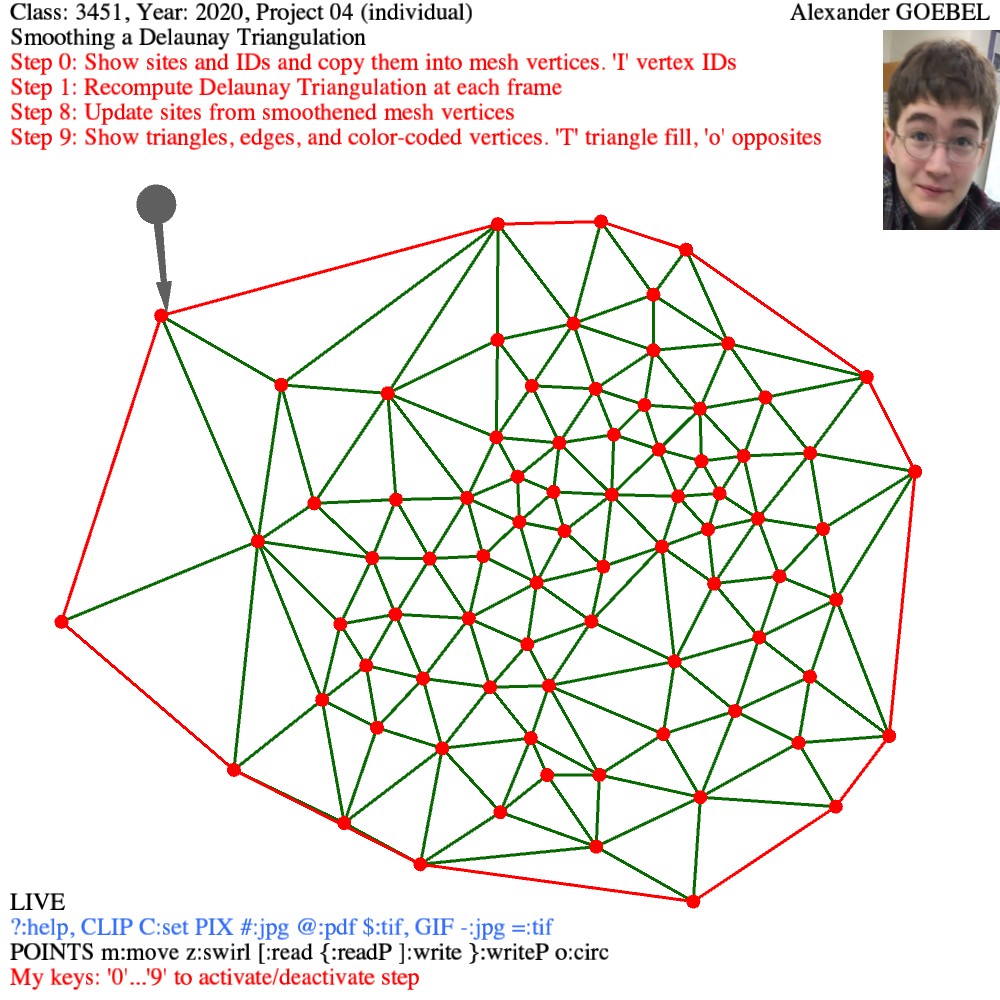 Class: 3451, Year: 2020, Project 04 (individual)
Alexander GOEBEL
Smoothing a Delaunay Triangulation
Step 0: Show sites and IDs and copy them into mesh vertices. 'I' vertex IDs
Step 1: Recompute Delaunay Triangulation at each frame
Step 8: Update sites from smoothened mesh vertices
Step 9: Show triangles, edges, and color-coded vertices. 'T' triangle fill, 'o' opposites
LIVE
?:help, CLIP C:set PIX #:jpg @:pdf $:tif, GIF -:jpg =:tif
POINTS m:move z:swirl [:read {:readP ]:write }:writeP o:circ
My keys: '0'...'9' to activate/deactivate step